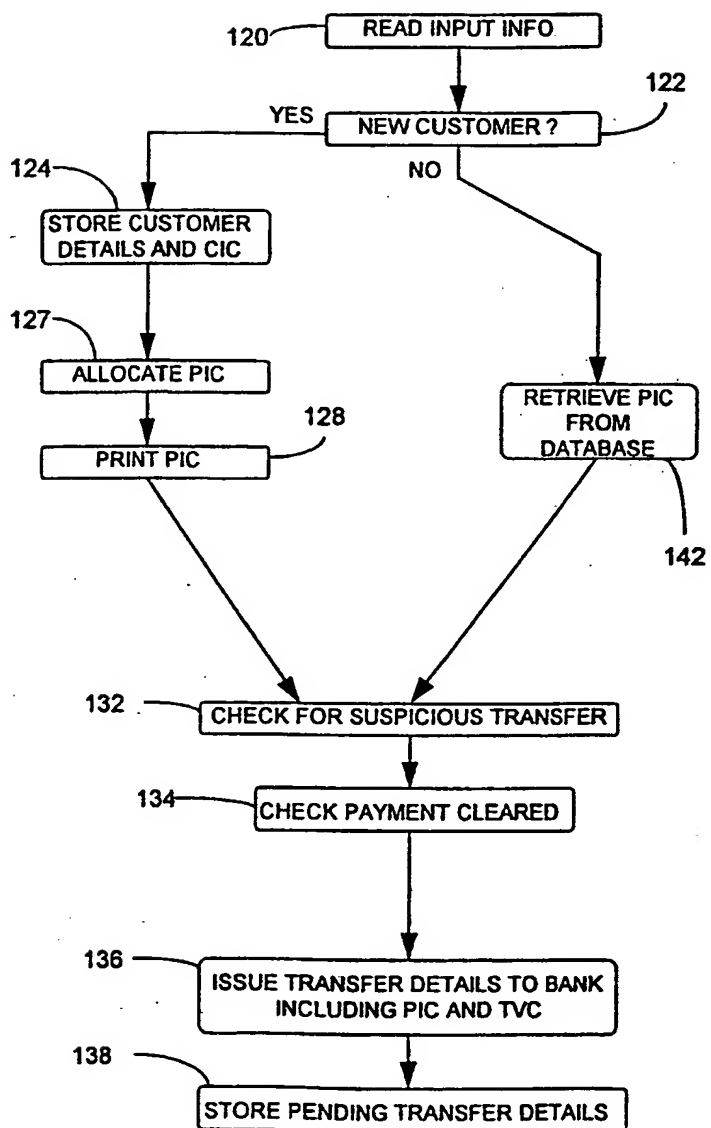 120
READ INPUT INFO
122
YES
NEW CUSTOMER ?
NO
124
STORE CUSTOMER
DETAILS AND CIC
127
ALLOCATE PIC
128
PRINT PIC
RETRIEVE PIC
FROM
DATABASE
142
132
CHECK FOR SUSPICIOUS TRANSFER
134
CHECK PAYMENT CLEARED
136
ISSUE TRANSFER DETAILS TO BANK
INCLUDING PIC AND TVC
138
STORE PENDING TRANSFER DETAILS